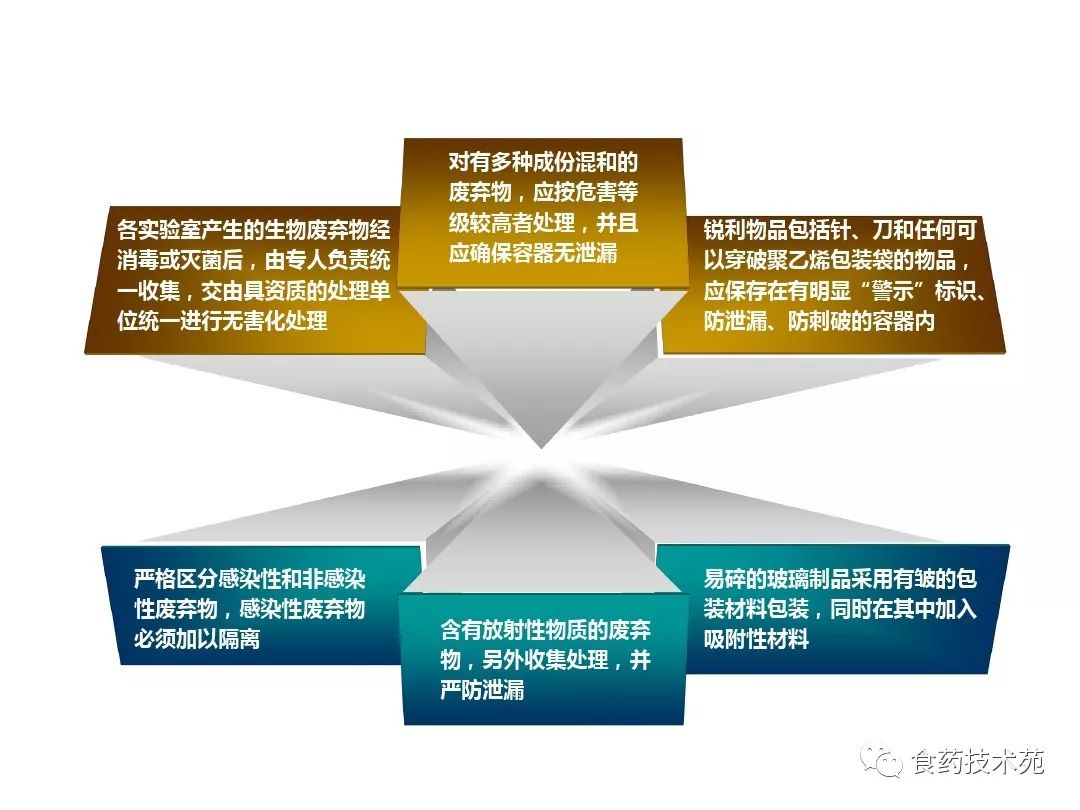 对有多种成份混和的
废弃物，应按危害等
级较高者处理，并且
应确保容器无泄漏
各实验室产生的生物废弃物经
消毒或灭菌后，由专人负责统
一收集，交由具资质的处理单
位统一进行无害化处理
锐利物品包括针、刀和任何可
以穿破聚乙烯包装袋的物品，
应保存在有明显“警示”标识、
防泄漏、防刺破的容器内
严格区分感染性和非感染
性废弃物，感染性废弃物
必须加以隔离
含有放射性物质的废弃
物，另外收集处理，并
严防泄漏
易碎的玻璃制品采用有皱的包
装材料包装，同时在其中加入
吸附性材料
食药技术苑